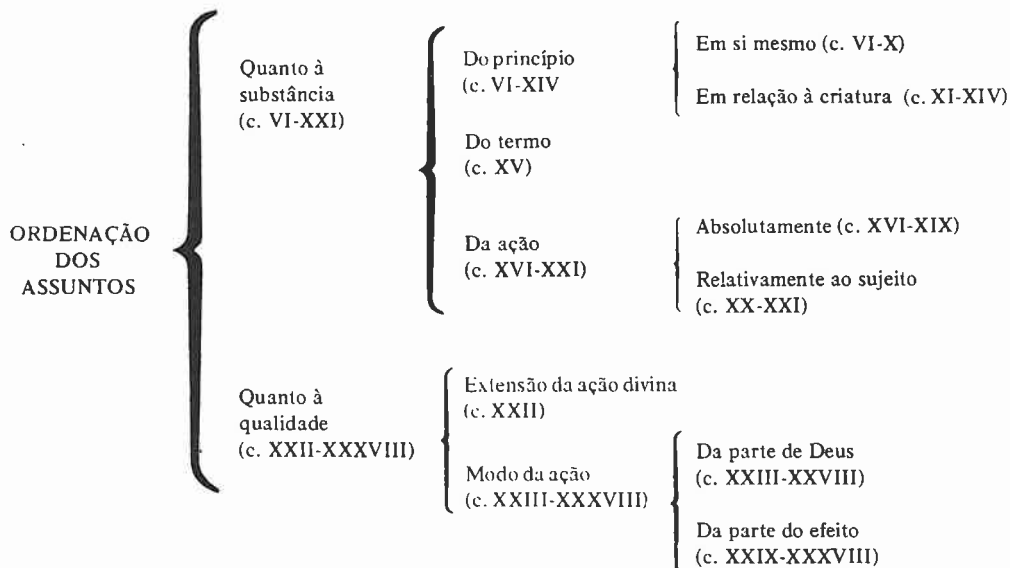 ORDENAÇÃO
DOS
ASSUNTOS
Quanto à
substância
(c. VI-XXI)
Do princípio
(c. VI-XIV
Em si mesmo (c. VI-X)
Em relação à criatura (c. XI-XIV)
Do termo
(c. XV)
Da ação
(c. XVI-XXI)
Absolutamente (c. XVI-XIX)
Relativamente ao sujeito
(c. XX-XXI)
Quanto à
qualidade
(c. XXII-XXXVIII)
Extensão da ação divina
(c. XXII)
Modo da ação
(c. XXIII-XXXVIII)
Da parte de Deus
(c. XXIII-XXVIII)
Da parte do efeito
(c. XXIX-XXXVIII)